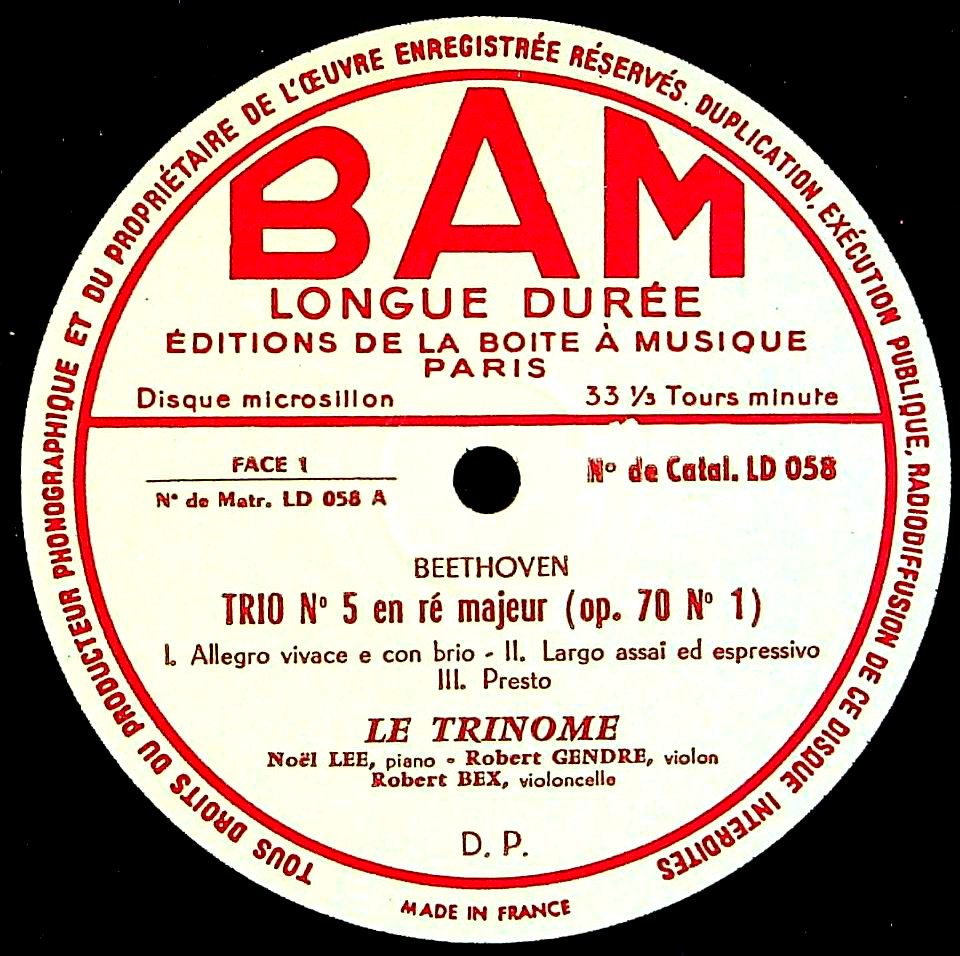 TOUS DROITS DU PRODUCTEUR PHONOGRAPHIQUE ET DU PROPRIÉTAIRE DE L'ŒUVRE ENREGISTRÉE RÉSERVÉS. DUPLICATION, EXÉCUTION PUBLIQUE, RADIODIFFUSION DE CE DISQUE INTERDITES
BAM
LONGUE DURÉE
ÉDITIONS DE LA BOITE À MUSIQUE
PARIS
Disque microsillon 33 1/3 Tours minute
FACE 1
Nº de Matr. LD 058 A
Nº de Catal. LD 058
BEETHOVEN
TRIO Nº 5 en ré majeur (op. 70 Nº 1)
I. Allegro vivace e con brio - II. Largo assai ed espressivo
III. Presto
LE TRINOME
Noël LEE, piano - Robert GENDRE, violon
Robert BEX, violoncelle
D. P.
MADE IN FRANCE